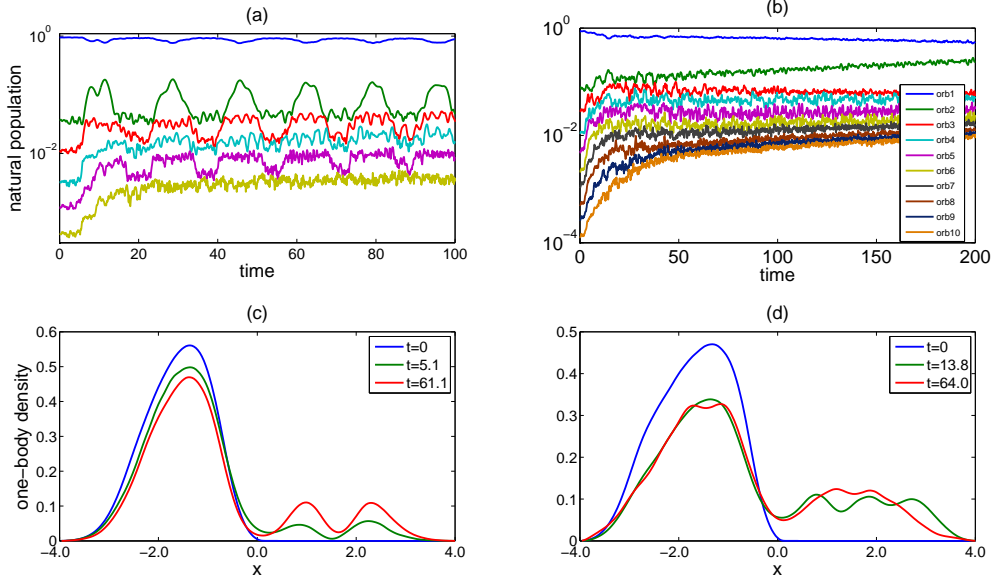 (a)
(b)
natural population
10^0
10^-2
0
20
40
60
80
100
time
10^0
10^-2
10^-4
0
50
100
150
200
time
orb1
orb2
orb3
orb4
orb5
orb6
orb7
orb8
orb9
orb10
(c)
(d)
one-body density
0.6
0.5
0.4
0.3
0.2
0.1
0
-4.0
-2.0
0.0
2.0
4.0
x
t=0
t=5.1
t=61.1
0.5
0.4
0.3
0.2
0.1
0
-4.0
-2.0
0.0
2.0
4.0
x
t=0
t=13.8
t=64.0